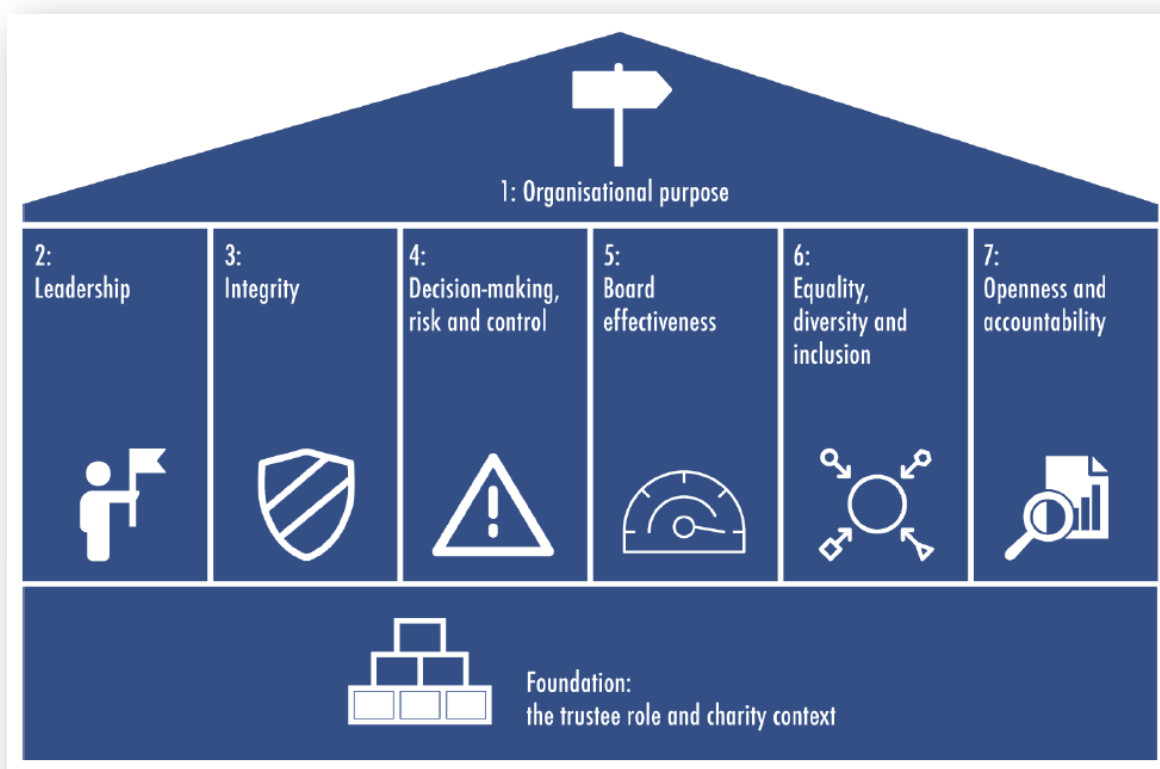 1: Organisational purpose
2:
Leadership
3:
Integrity
4:
Decision-making,
risk and control
5:
Board
effectiveness
6:
Equality,
diversity and
inclusion
7:
Openness and
accountability
Foundation:
the trustee role and charity context